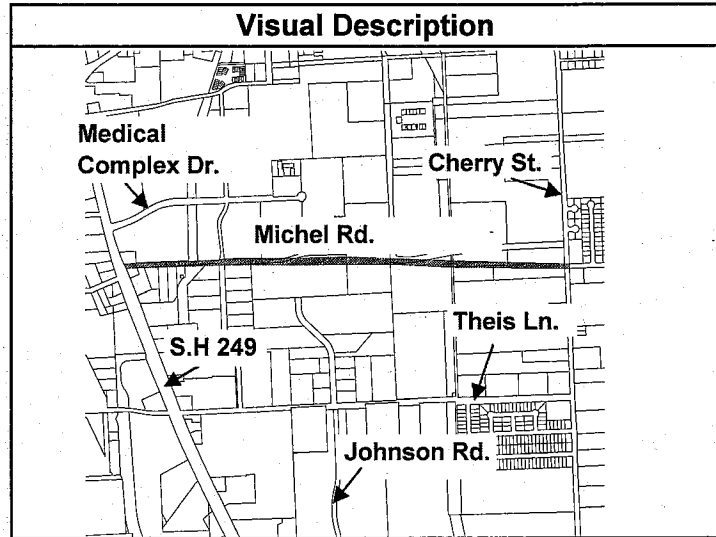 Visual Description
Medical
Complex Dr.
Cherry St.
Michel Rd.
Theis Ln.
S.H 249
Johnson Rd.